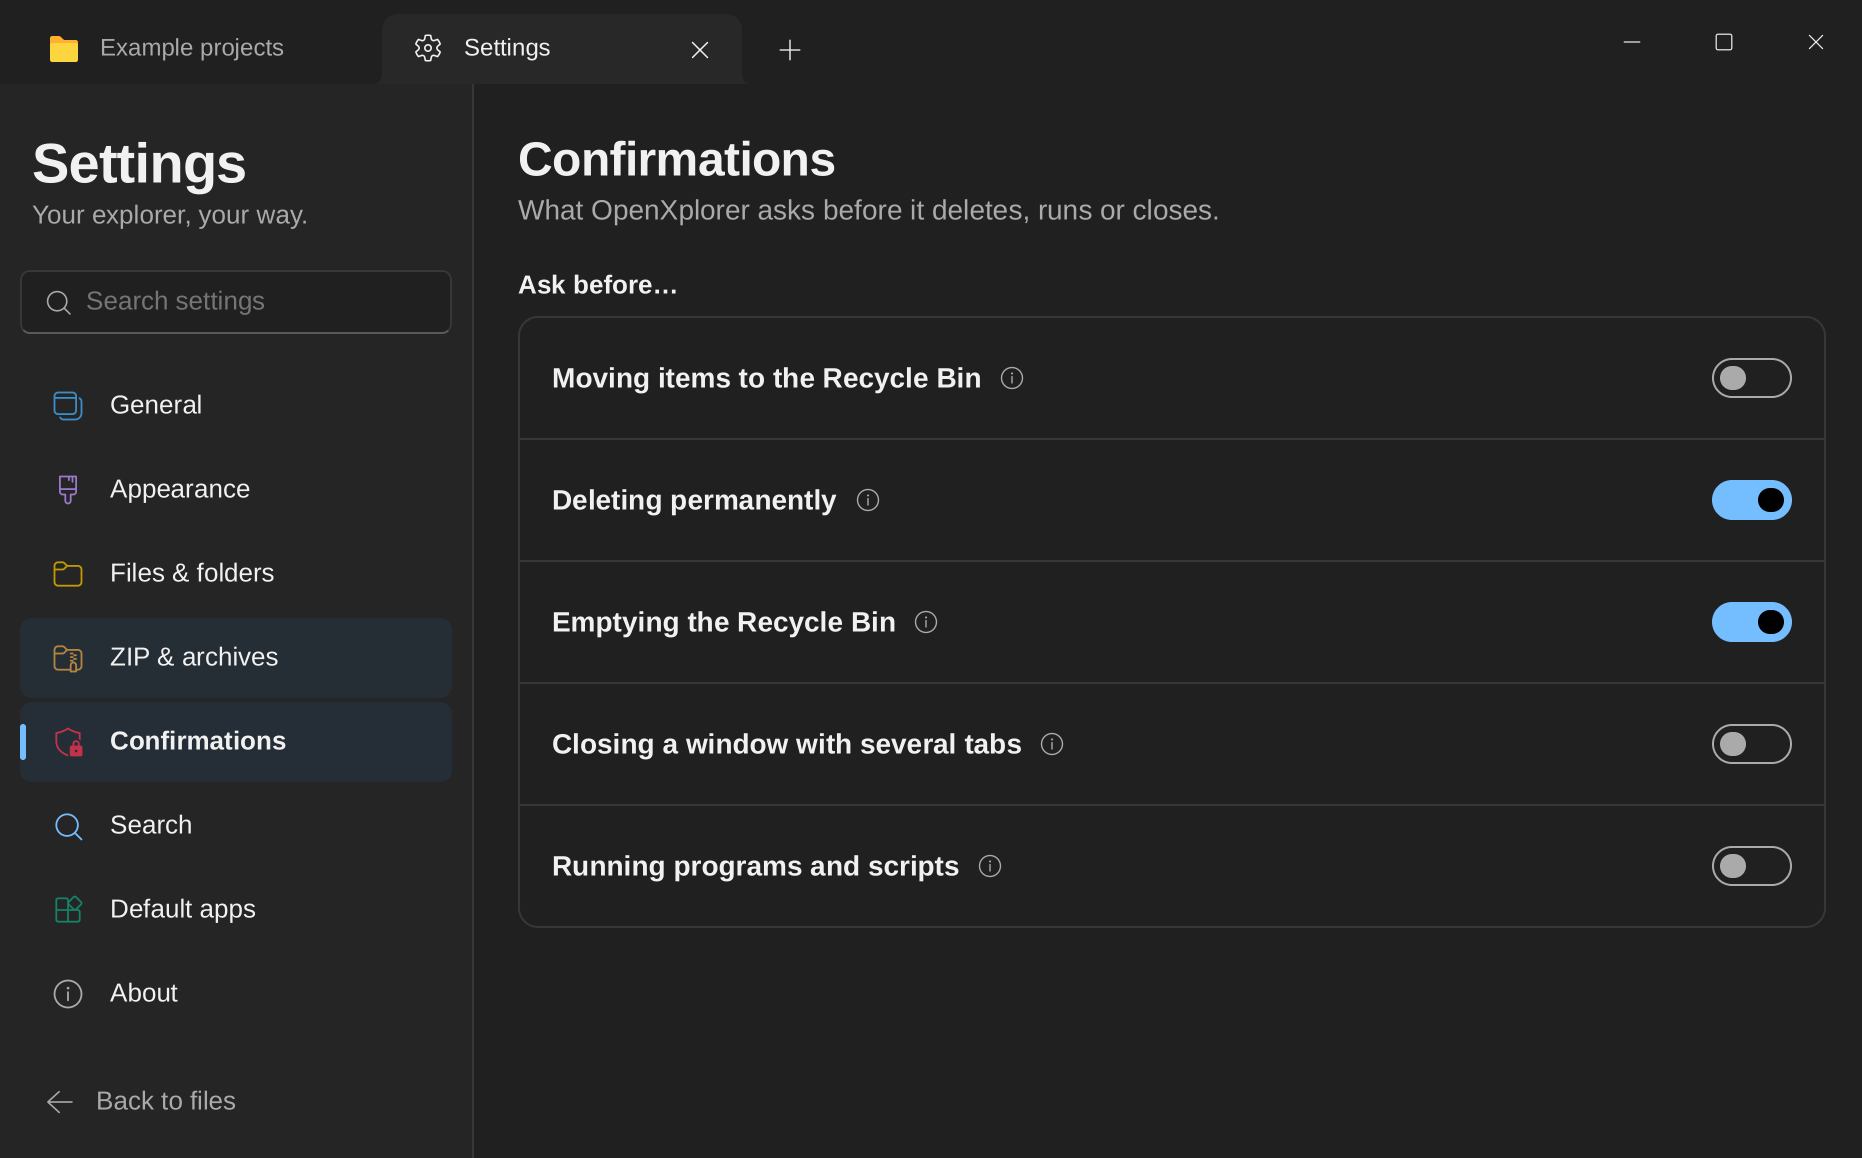 Example projects
Settings
Settings
Your explorer, your way.
Search settings
General
Appearance
Files & folders
ZIP & archives
Confirmations
Search
Default apps
About
Back to files
Confirmations
What OpenXplorer asks before it deletes, runs or closes.
Ask before…
Moving items to the Recycle Bin
Deleting permanently
Emptying the Recycle Bin
Closing a window with several tabs
Running programs and scripts